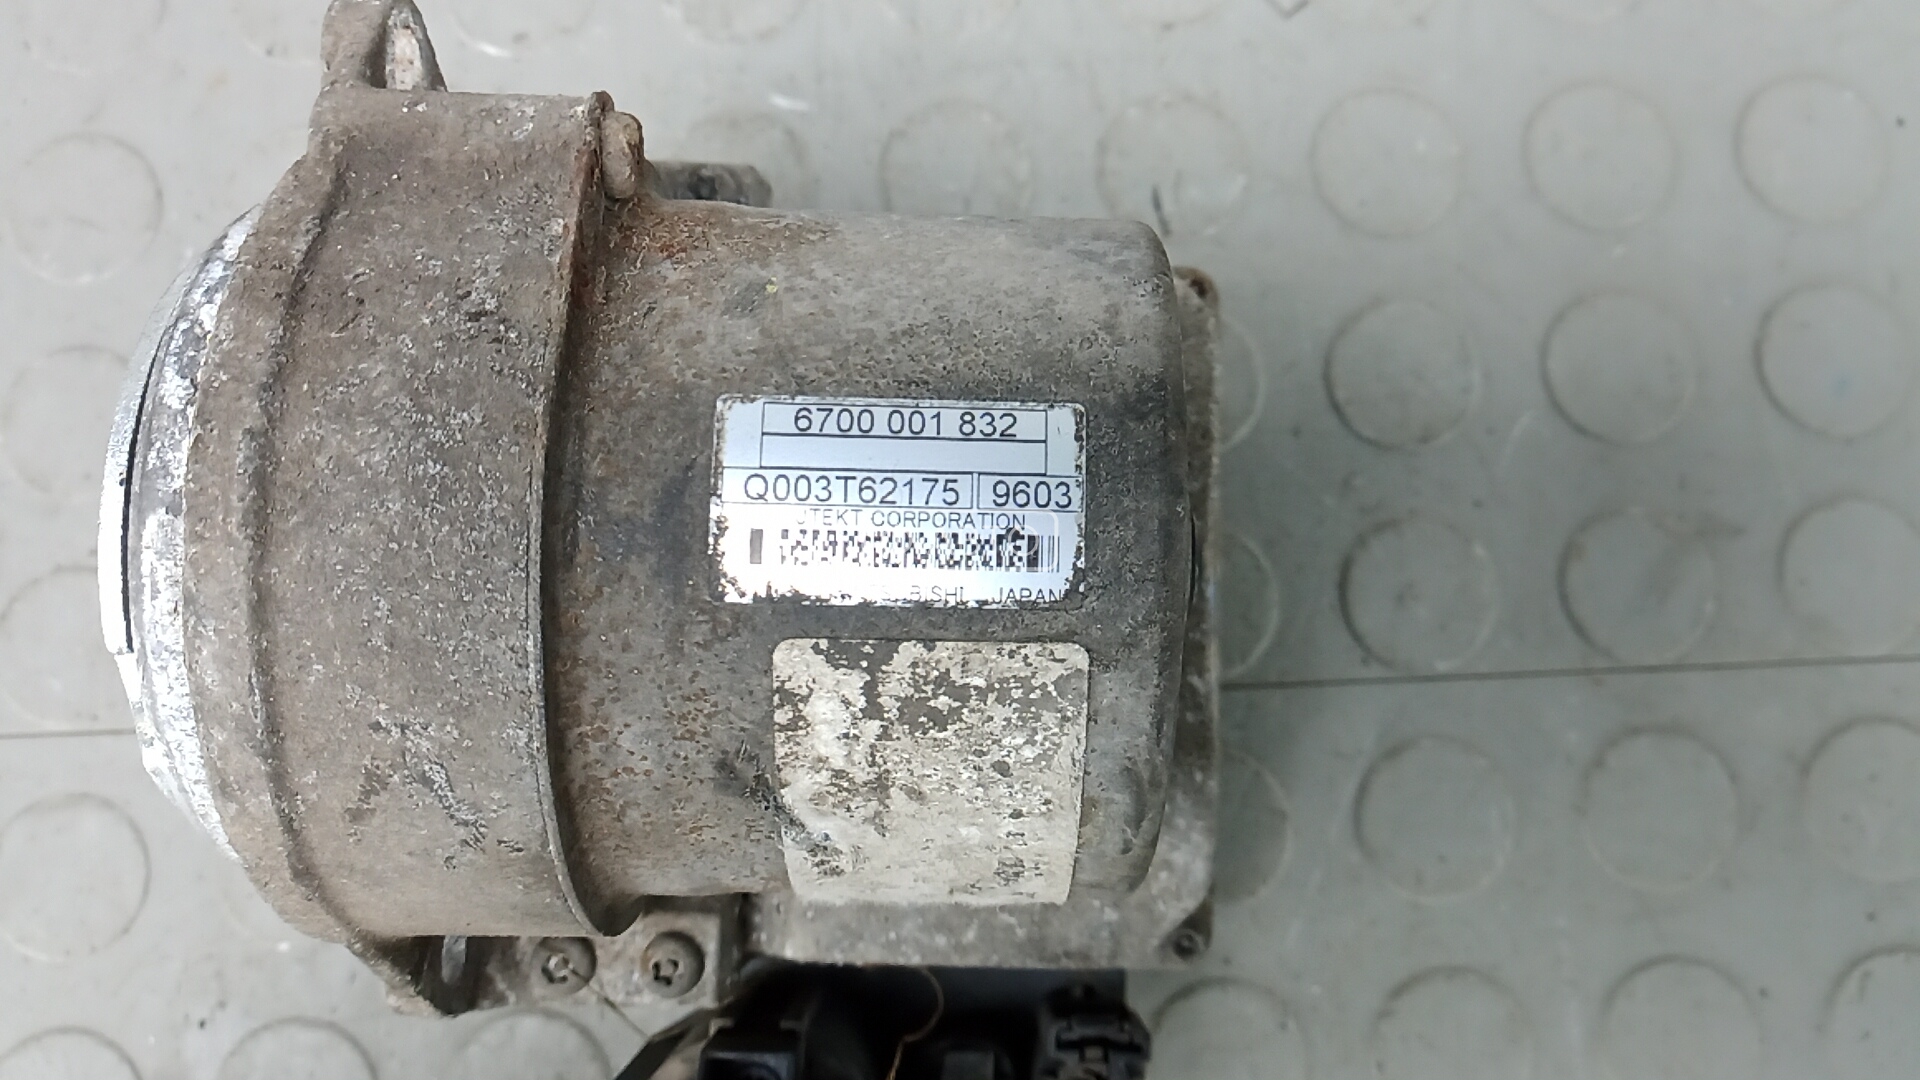 6700 001 832
Q003T62175 9603
JTEKT CORPORATION
JAPAN